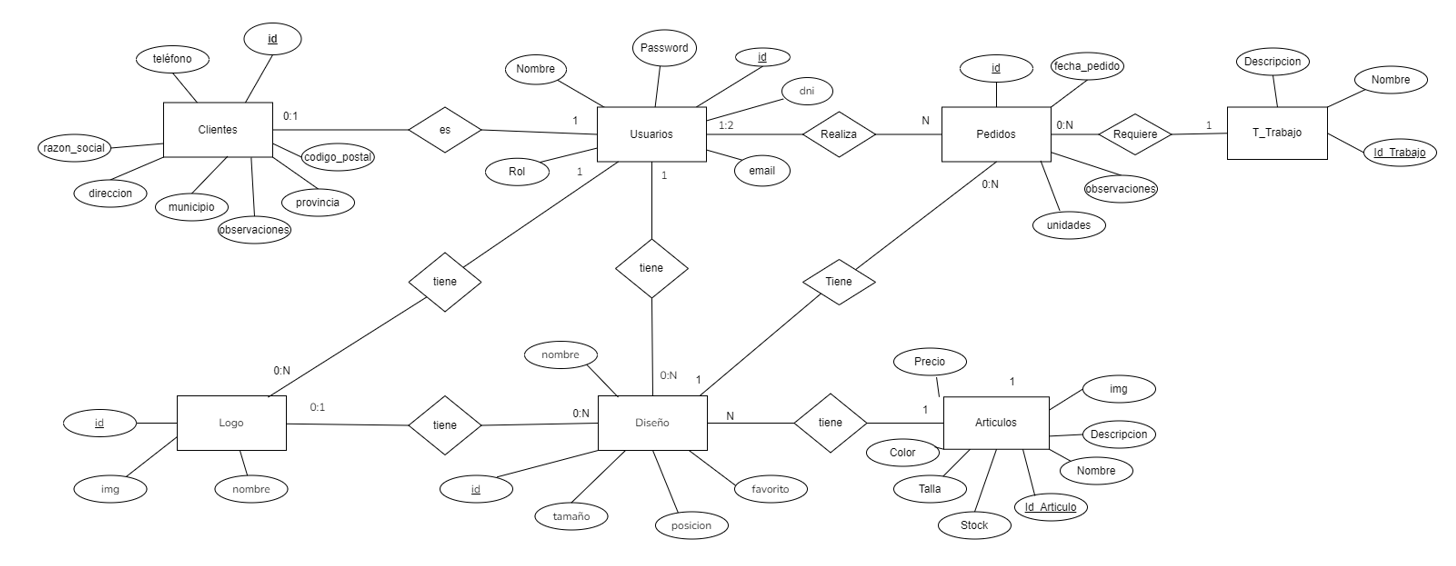 id
teléfono
Clientes
razon_social
direccion
municipio
observaciones
provincia
codigo_postal
0:1
es
1
Nombre
Password
id
dni
Usuarios
Rol
email
1:2
Realiza
N
id
fecha_pedido
Pedidos
0:N
Requiere
1
observaciones
unidades
Descripcion
Nombre
T_Trabajo
Id_Trabajo
1
1
0:N
tiene
tiene
Tiene
0:N
0:N
1
nombre
Precio
1
img
id
Logo
0:1
tiene
0:N
Diseño
N
tiene
1
Articulos
Descripcion
Color
Nombre
img
nombre
id
tamaño
posicion
favorito
Talla
Stock
Id_Articulo